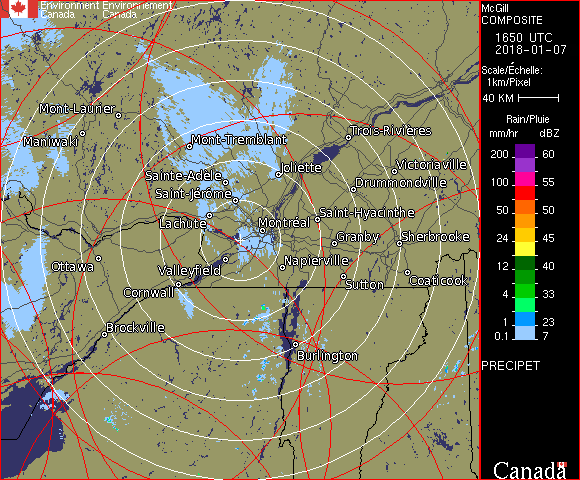 Environment Environnement
Canada Canada
McGill
COMPOSITE
1650 UTC
2018-01-07
Scale/Échelle:
1km/Pixel
40 KM
Rain/Pluie
mm/hr dBZ
200 60
100 55
50 50
24 45
12 40
4 33
1 23
0.1 7
PRECIPET
Canada
Mont-Laurier
Maniwaki
Mont-Tremblant
Trois-Rivières
Joliette
Victoriaville
Sainte-Adèle
Drummondville
Saint-Jérôme
Saint-Hyacinthe
Lachute
Montréal
Granby
Sherbrooke
Ottawa
Valleyfield
Napierville
Cornwall
Sutton
Coaticook
Brockville
Burlington